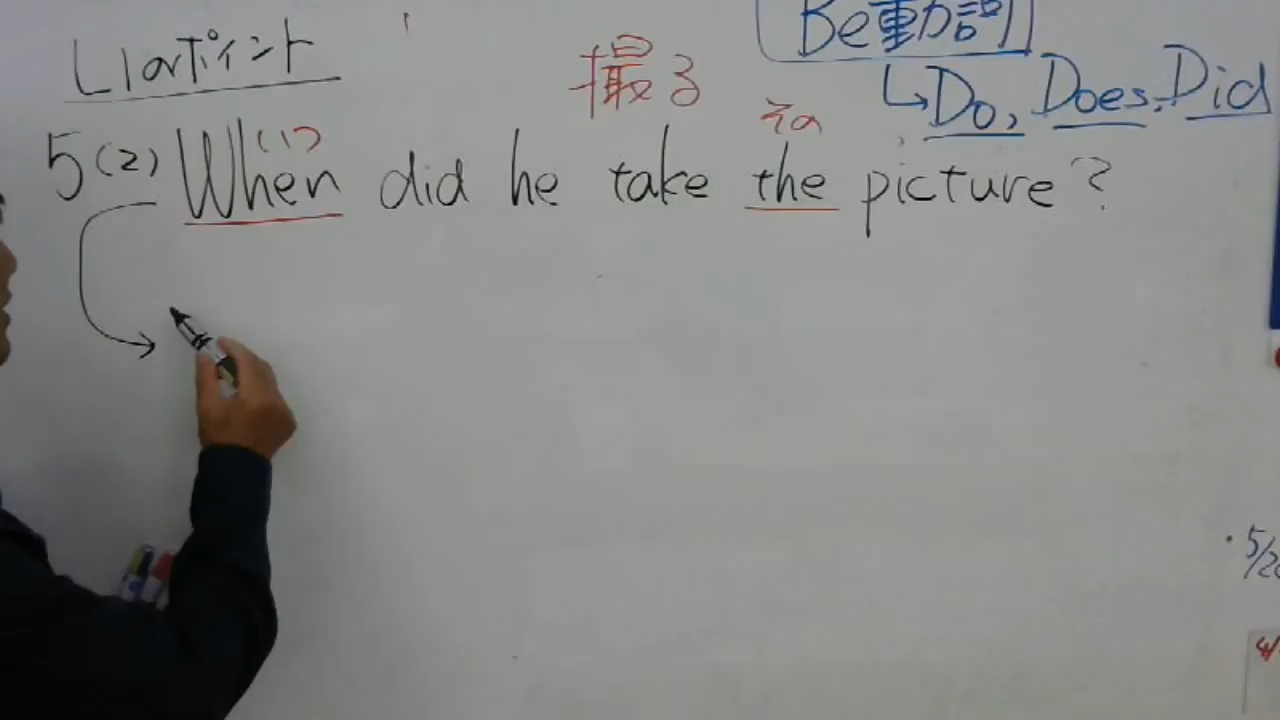 L1のポイント
Be動詞
撮る
↳Do, Does, Did
その
5(2) When did he take the picture?
(いつ)